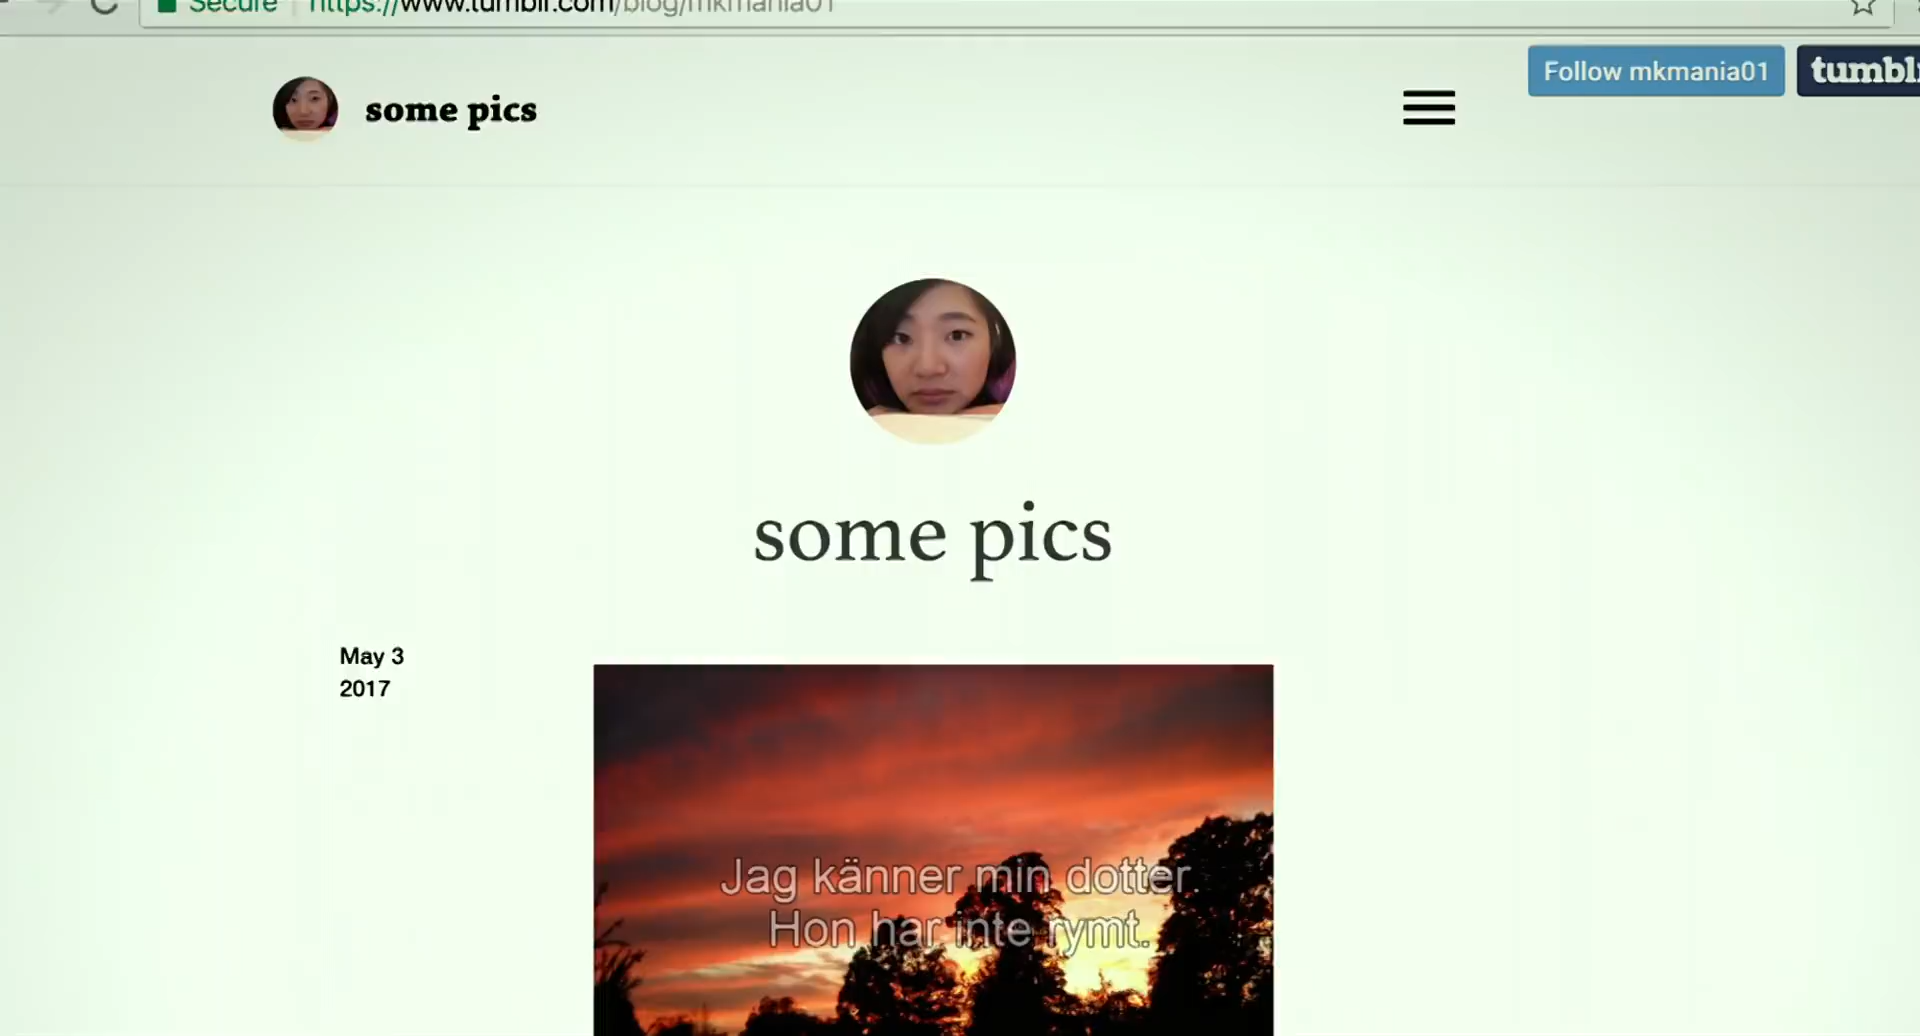 Secure https://www.tumblr.com/blog/mkmania01
Follow mkmania01
tumblr
some pics
some pics
May 3
2017
Jag känner min dotter.
Hon har inte rymt.